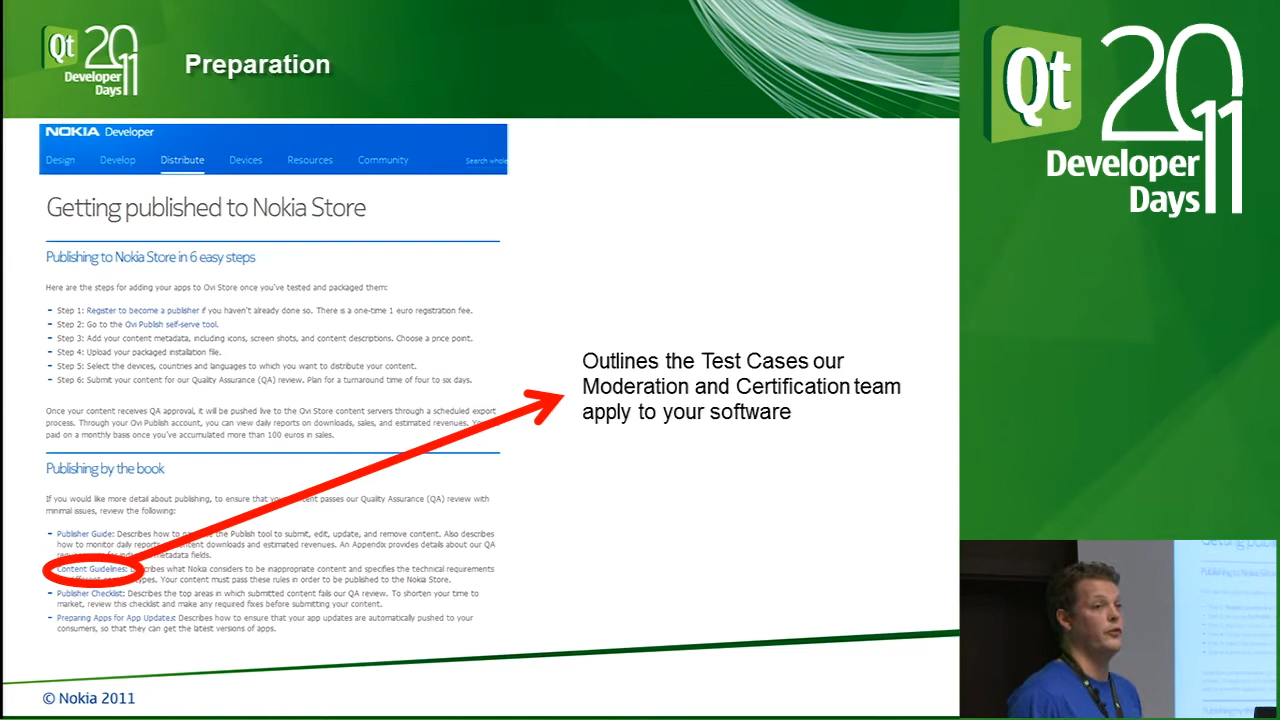 Qt
2011
Developer
Days
Preparation
NOKIA Developer
Design Develop Distribute Devices Resources Community Search whole
Getting published to Nokia Store
Publishing to Nokia Store in 6 easy steps
Here are the steps for adding your apps to Ovi Store once you've tested and packaged them:
- Step 1: Register to become a publisher if you haven't already done so. There is a one-time 1 euro registration fee.
- Step 2: Go to the Ovi Publish self-serve tool.
- Step 3: Add your content metadata, including icons, screen shots, and content descriptions. Choose a price point.
- Step 4: Upload your packaged installation file.
- Step 5: Select the devices, countries and languages to which you want to distribute your content.
- Step 6: Submit your content for our Quality Assurance (QA) review. Plan for a turnaround time of four to six days.
Once your content receives QA approval, it will be pushed live to the Ovi Store content servers through a scheduled export
process. Through your Ovi Publish account, you can view daily reports on downloads, sales, and estimated revenues.
paid on a monthly basis once you've accumulated more than 100 euros in sales.
Publishing by the book
If you would like more detail about publishing, to ensure that your content passes our Quality Assurance (QA) review with
minimal issues, review the following:
- Publisher Guide: Describes how to the Publish tool to submit, edit, update, and remove content. Also describes
how to monitor daily reports content downloads and estimated revenues. An Appendix provides details about our QA
metadata fields.
- Content Guidelines: Describes what Nokia considers to be inappropriate content and specifies the technical requirements
types. Your content must pass these rules in order to be published to the Nokia Store.
- Publisher Checklist: Describes the top areas in which submitted content fails our QA review. To shorten your time to
market, review this checklist and make any required fixes before submitting your content.
- Preparing Apps for App Updates: Describes how to ensure that your app updates are automatically pushed to your
consumers, so that they can get the latest versions of apps.
Outlines the Test Cases our
Moderation and Certification team
apply to your software
© Nokia 2011
Qt
2011
Developer
Days